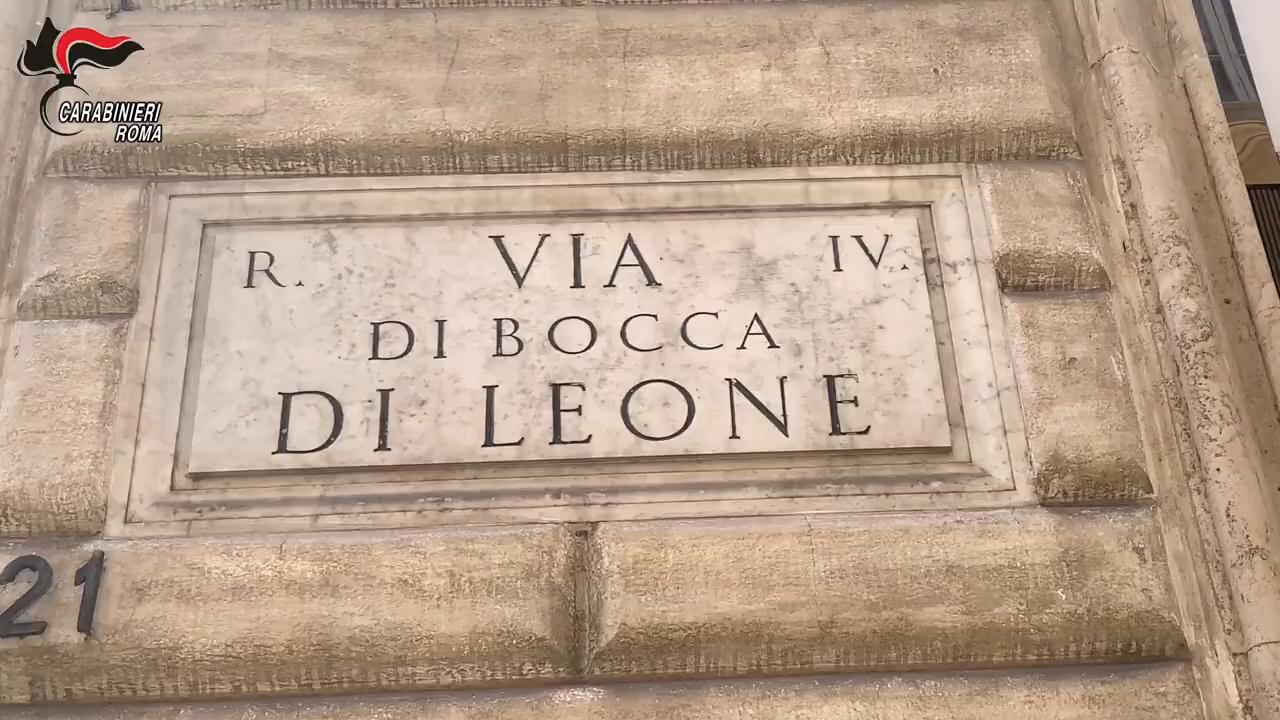 CARABINIERI
ROMA
R. VIA IV.
DI BOCCA
DI LEONE
21